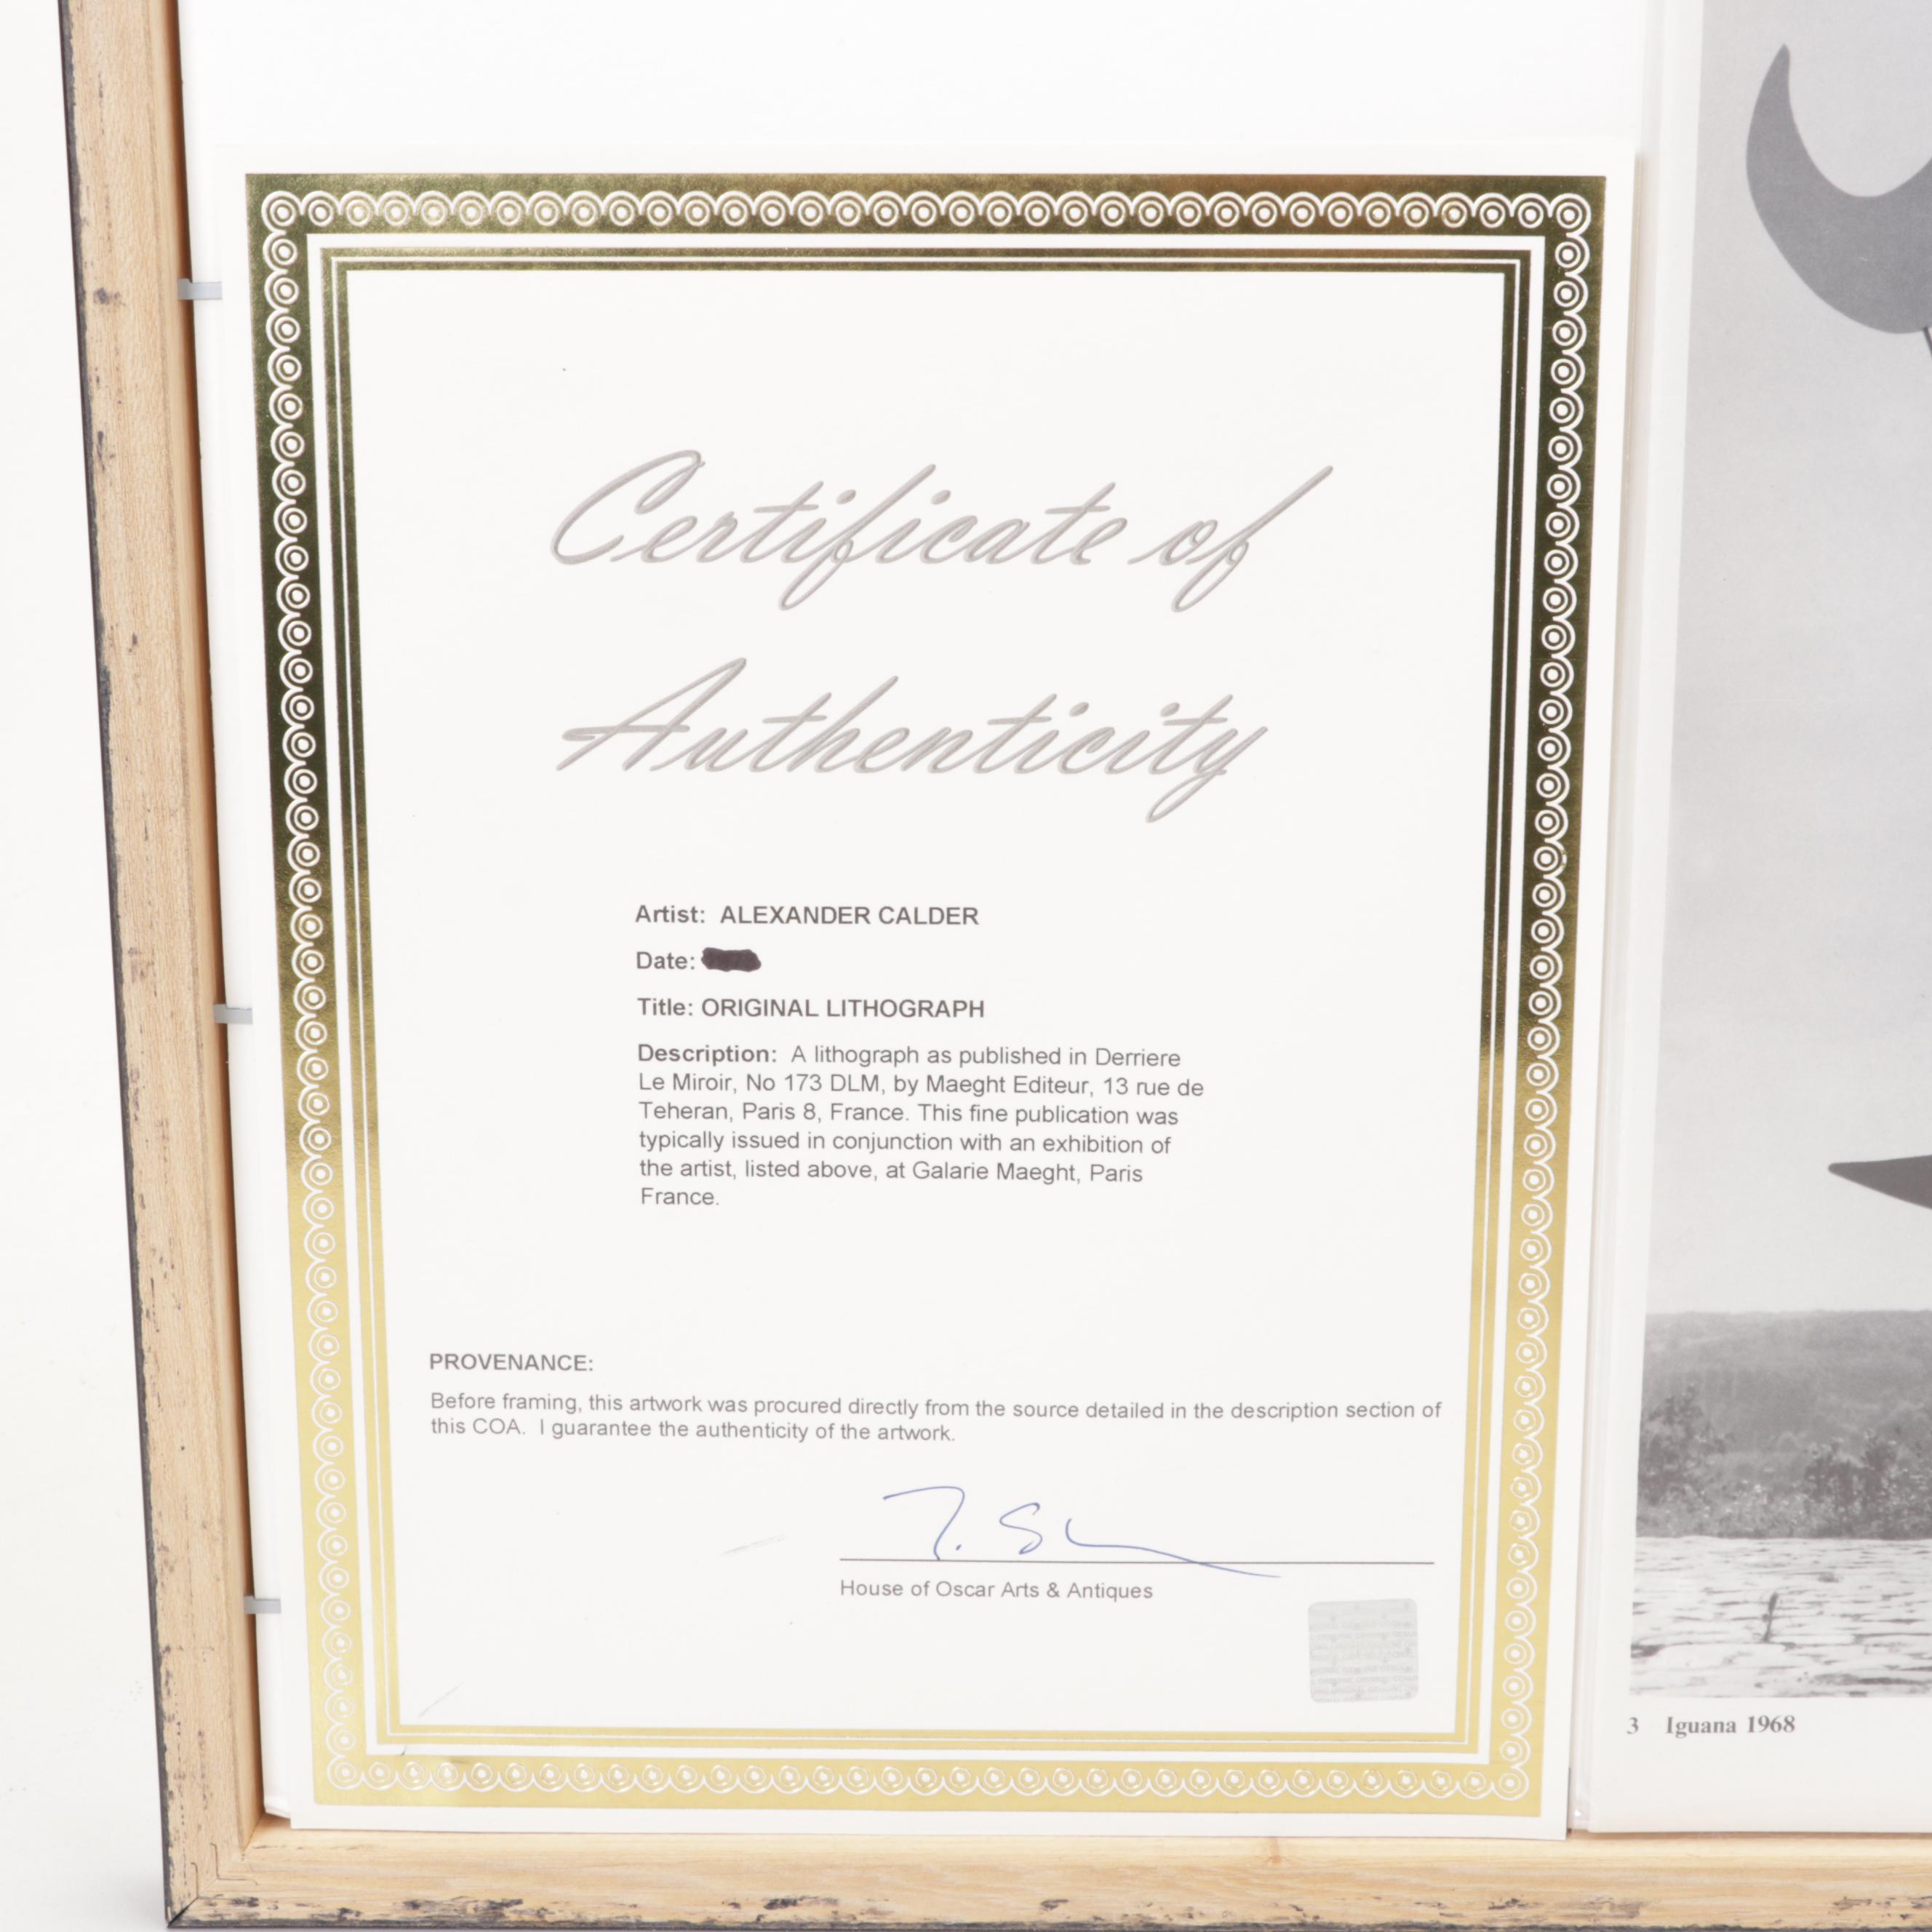 Certificate of
Authenticity
Artist: ALEXANDER CALDER
Date:
Title: ORIGINAL LITHOGRAPH
Description: A lithograph as published in Derriere
Le Miroir, No 173 DLM, by Maeght Editeur, 13 rue de
Teheran, Paris 8, France. This fine publication was
typically issued in conjunction with an exhibition of
the artist, listed above, at Galarie Maeght, Paris
France.
PROVENANCE:
Before framing, this artwork was procured directly from the source detailed in the description section of
this COA. I guarantee the authenticity of the artwork.
House of Oscar Arts & Antiques
3 Iguana 1968